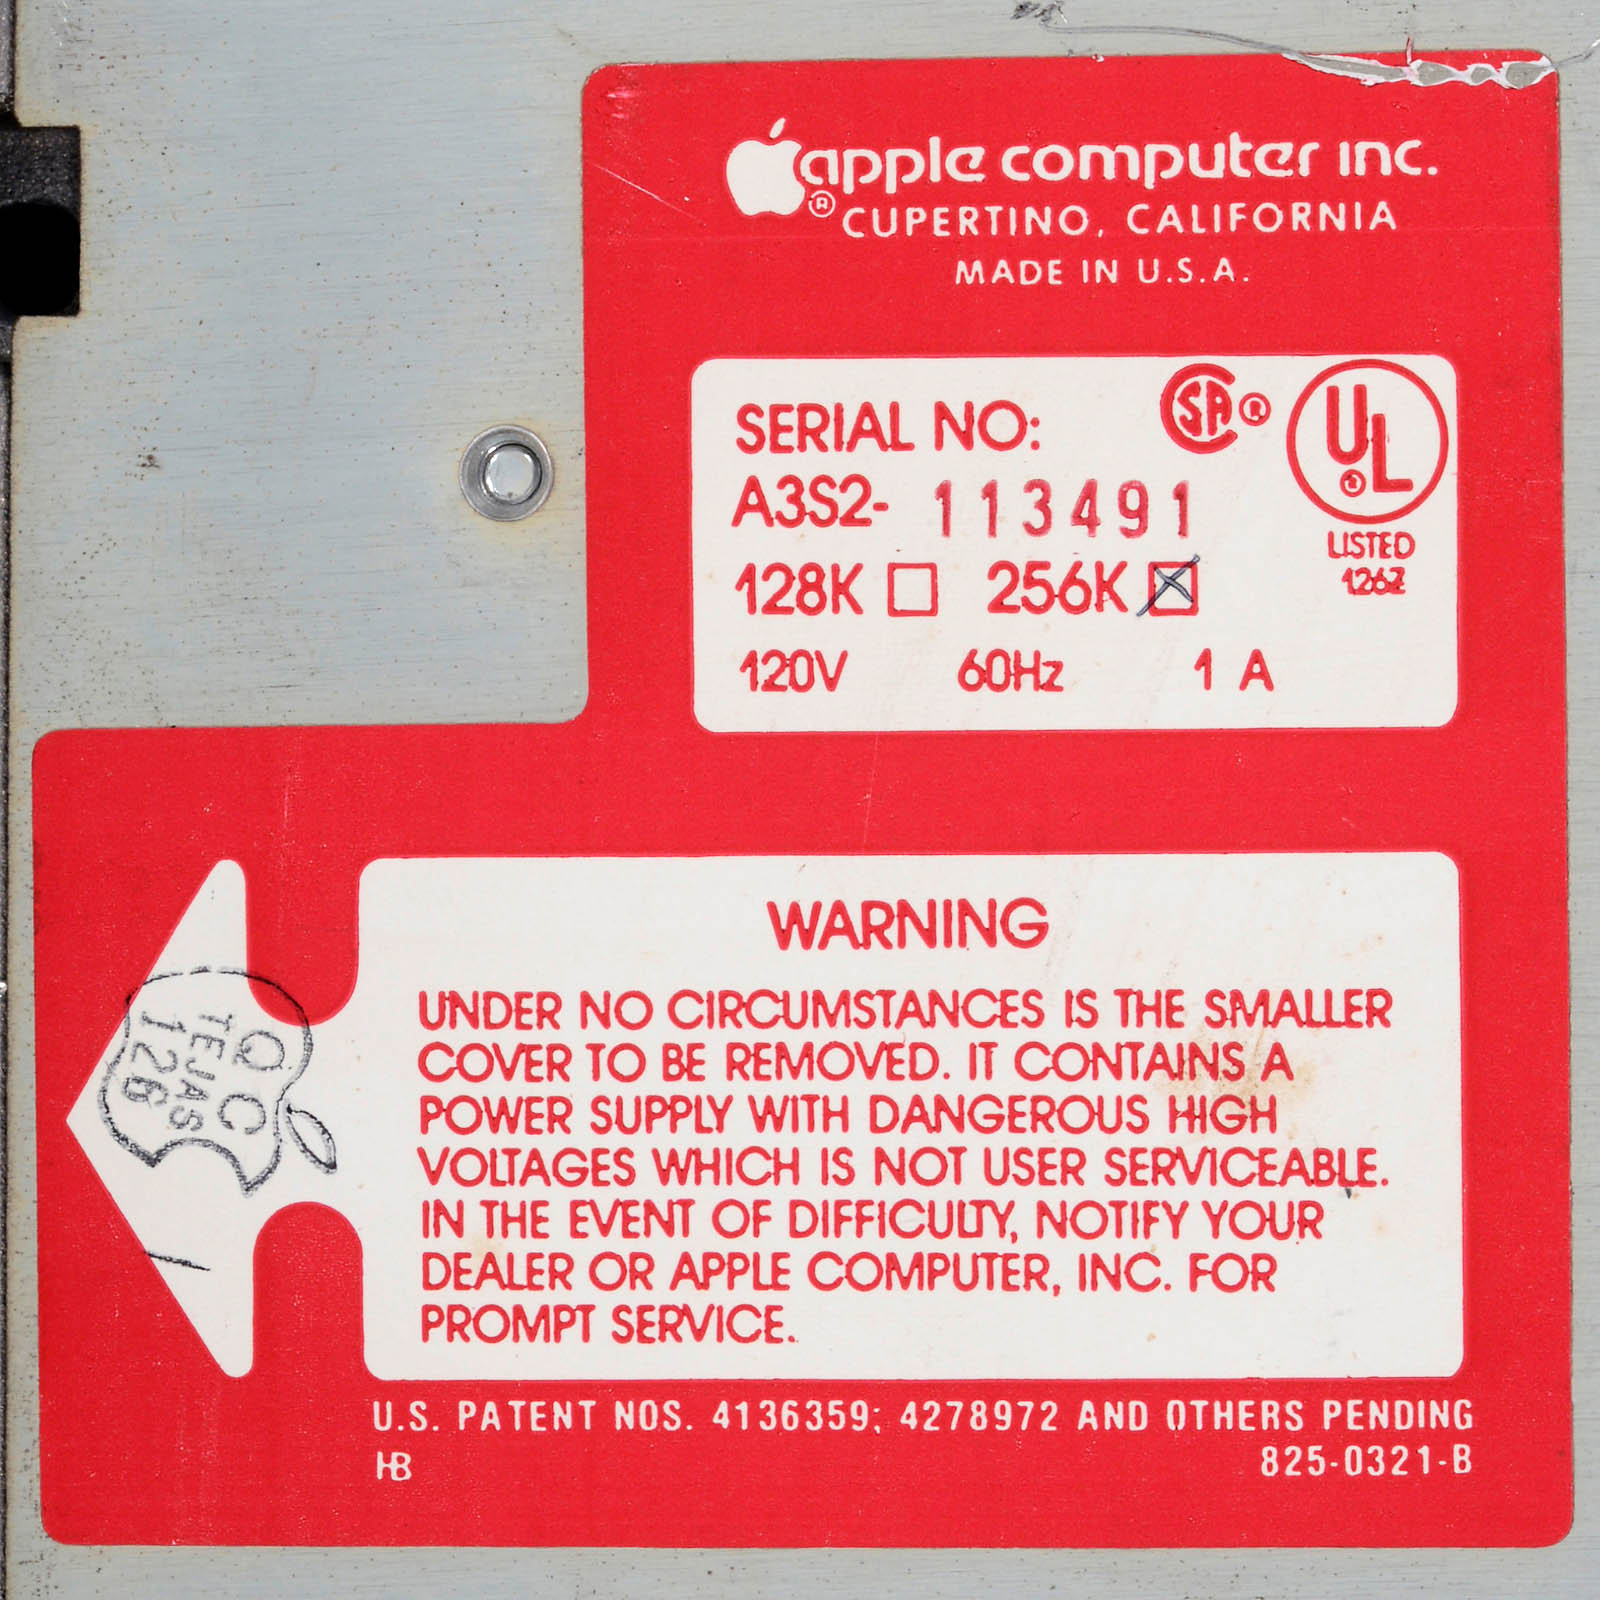 apple computer inc.
®
CUPERTINO, CALIFORNIA
MADE IN U.S.A.
SERIAL NO:
SA ®
UL
A3S2- 113491
LISTED
126Z
128K 256K
120V 60Hz 1 A
WARNING
UNDER NO CIRCUMSTANCES IS THE SMALLER
COVER TO BE REMOVED. IT CONTAINS A
POWER SUPPLY WITH DANGEROUS HIGH
VOLTAGES WHICH IS NOT USER SERVICEABLE.
IN THE EVENT OF DIFFICULTY, NOTIFY YOUR
DEALER OR APPLE COMPUTER, INC. FOR
PROMPT SERVICE.
QC
TEJAS
126
U.S. PATENT NOS. 4136359; 4278972 AND OTHERS PENDING
HB
825-0321-B